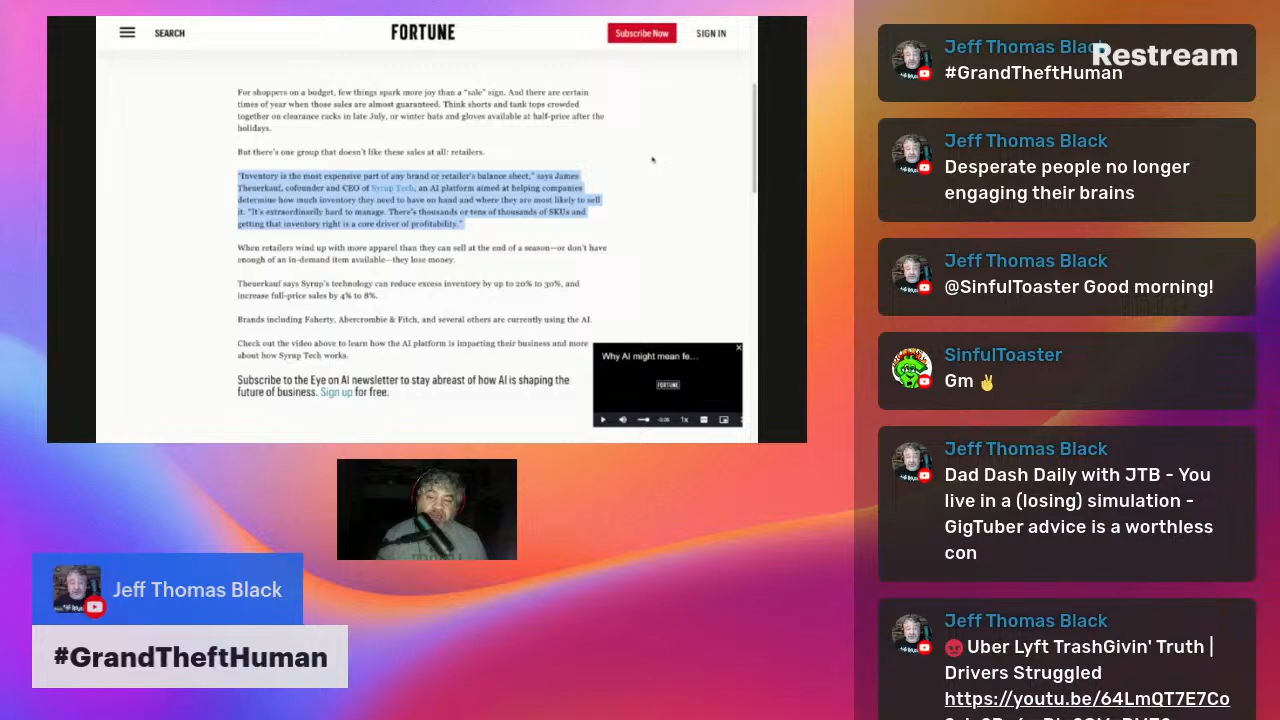 SEARCH
FORTUNE
Subscribe Now
SIGN IN
For shoppers on a budget, few things spark more joy than a “sale” sign. And there are certain
times of year when those sales are almost guaranteed. Think shorts and tank tops crowded
together on clearance racks in late July, or winter hats and gloves available at half-price after the
holidays.
But there’s one group that doesn’t like these sales at all: retailers.
“Inventory is the most expensive part of any brand or retailer’s balance sheet,” says James
Theuerkauf, cofounder and CEO of Syrup Tech, an AI platform aimed at helping companies
determine how much inventory they need to have on hand and where they are most likely to sell
it. “It’s extraordinarily hard to manage. There’s thousands or tens of thousands of SKUs and
getting that inventory right is a core driver of profitability.”
When retailers wind up with more apparel than they can sell at the end of a season—or don’t have
enough of an in-demand item available—they lose money.
Theuerkauf says Syrup’s technology can reduce excess inventory by up to 20% to 30%, and
increase full-price sales by 4% to 8%.
Brands including Faherty, Abercrombie & Fitch, and several others are currently using the AI.
Check out the video above to learn how the AI platform is impacting their business and more
about how Syrup Tech works.
Subscribe to the Eye on AI newsletter to stay abreast of how AI is shaping the
future of business. Sign up for free.
Why AI might mean fe...
FORTUNE
1x
Jeff Thomas Black
#GrandTheftHuman
Restream
Jeff Thomas Black
#GrandTheftHuman
Jeff Thomas Black
Desperate people no longer
engaging their brains
Jeff Thomas Black
@SinfulToaster Good morning!
SinfulToaster
Gm ✌️
Jeff Thomas Black
Dad Dash Daily with JTB - You
live in a (losing) simulation -
GigTuber advice is a worthless
con
Jeff Thomas Black
😡 Uber Lyft TrashGivin' Truth |
Drivers Struggled
https://youtu.be/64LmQT7E7Co